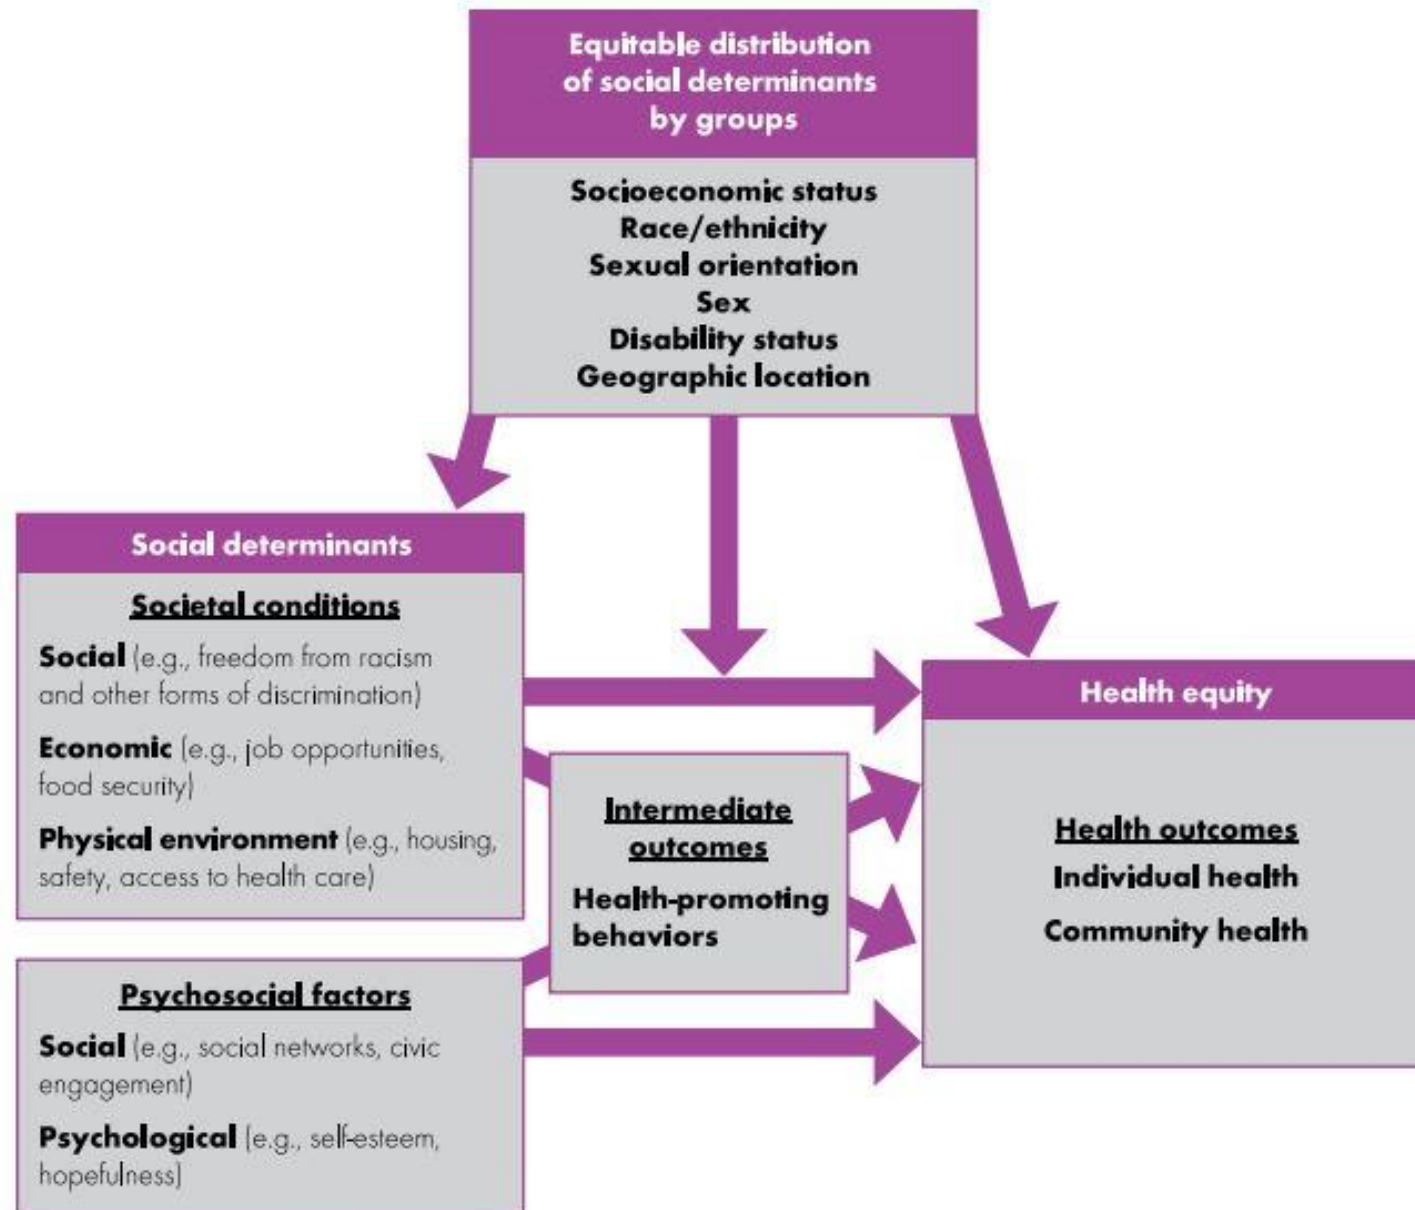 Equitable distribution
of social determinants
by groups
Socioeconomic status
Race/ethnicity
Sexual orientation
Sex
Disability status
Geographic location
Social determinants
Societal conditions
Social (e.g., freedom from racism
and other forms of discrimination)
Economic (e.g., job opportunities,
food security)
Physical environment (e.g., housing,
safety, access to health care)
Psychosocial factors
Social (e.g., social networks, civic
engagement)
Psychological (e.g., self-esteem,
hopefulness)
Intermediate
outcomes
Health-promoting
behaviors
Health equity
Health outcomes
Individual health
Community health